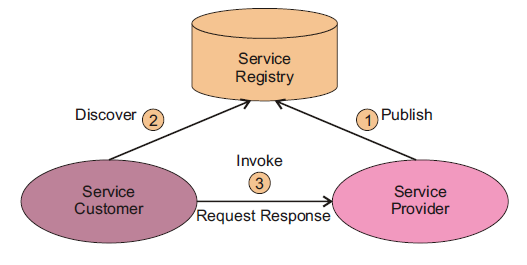 Service
Registry
Discover 2
1 Publish
Invoke
3
Service
Customer
Request Response
Service
Provider